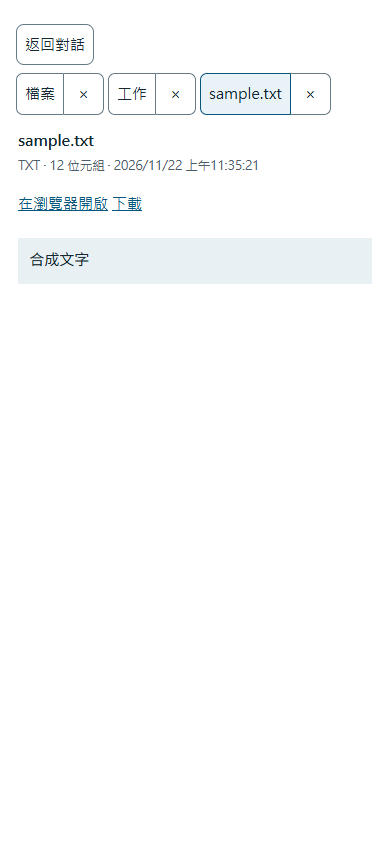 返回對話
檔案 × 工作 × sample.txt ×
sample.txt
TXT · 12 位元組 · 2026/11/22 上午11:35:21
在瀏覽器開啟 下載
合成文字